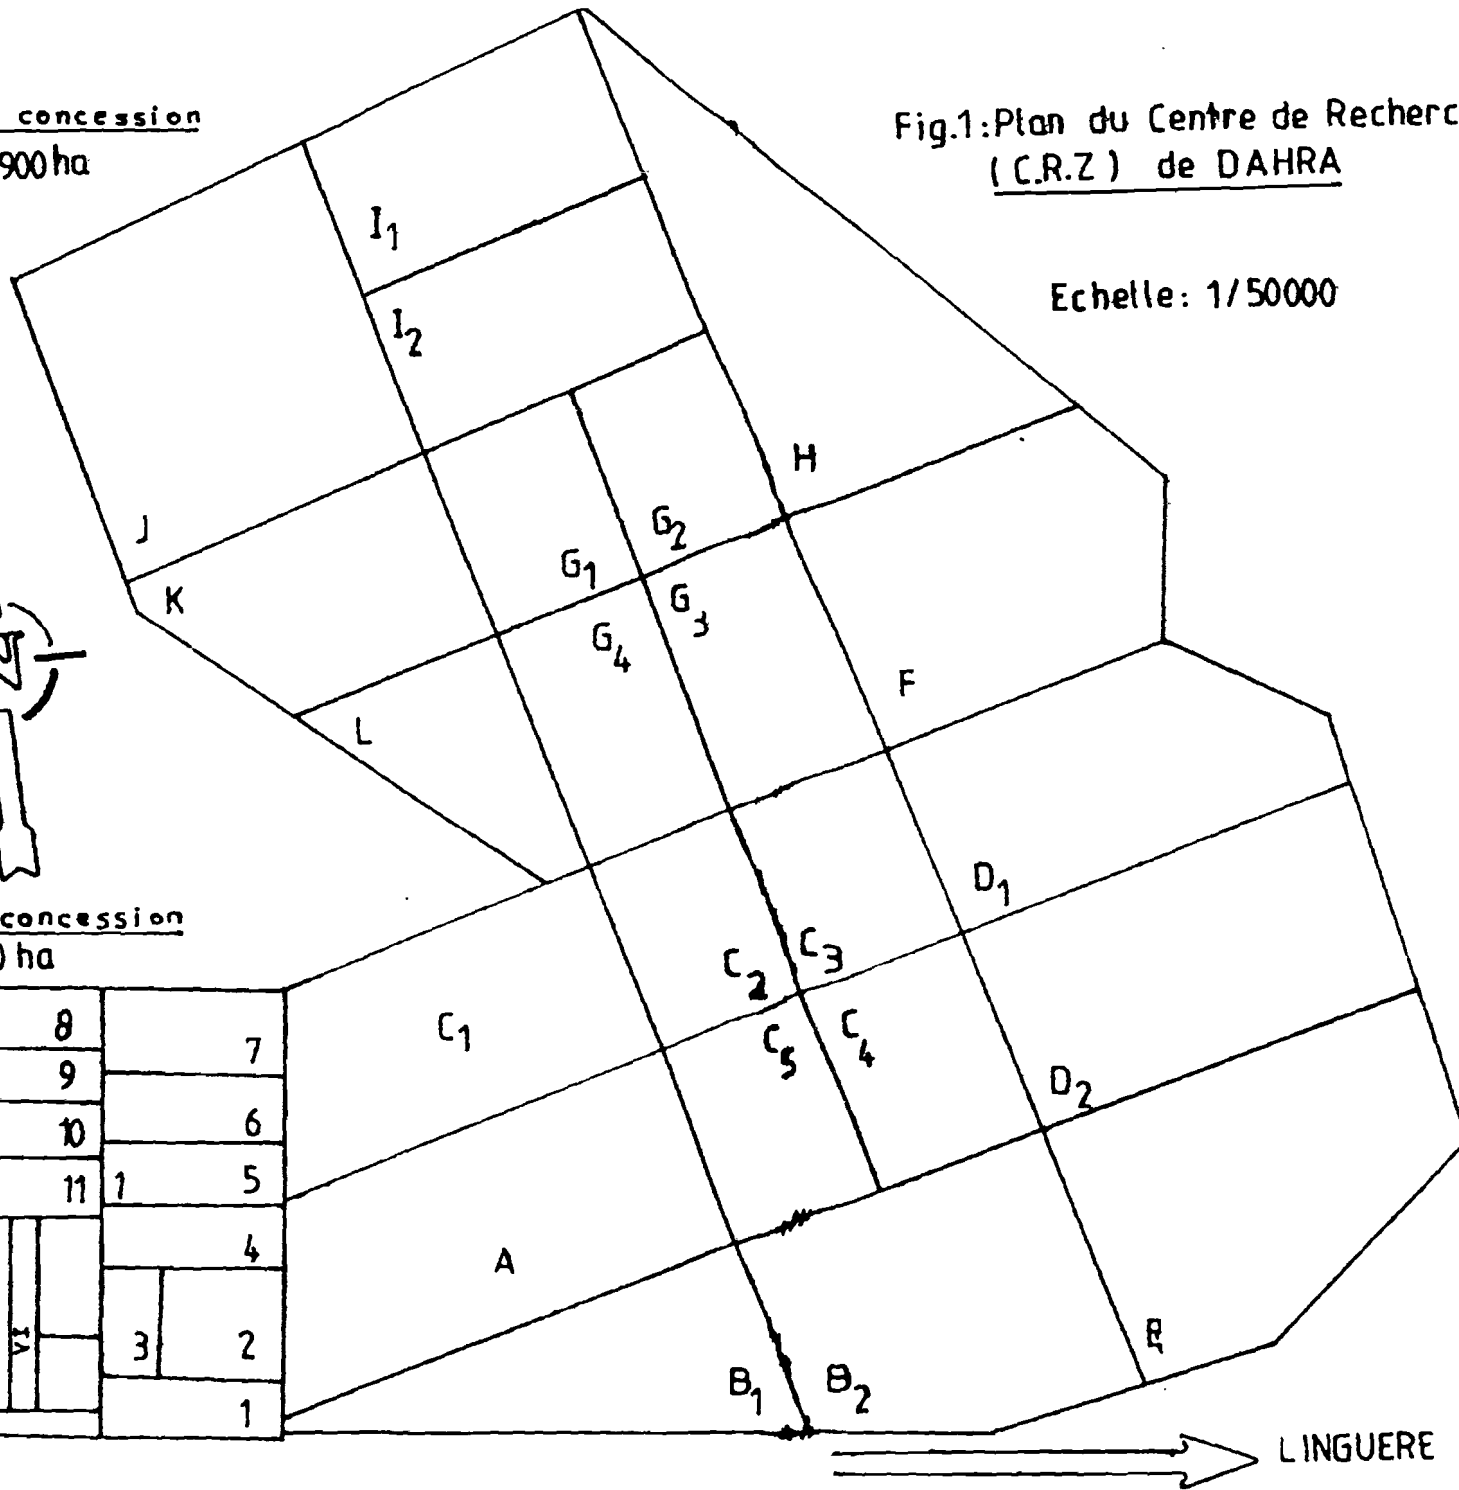 concession
900 ha
Fig.1: Plan du Centre de Recherc
(C.R.Z) de DAHRA
Echelle: 1/50000
I1
I2
H
J
G2
G1
K
G3
G4
F
L
D1
concession
ha
C3
C2
8
C1
7
C4
C5
9
D2
10
6
11
1
5
4
A
VI
3
2
E
B1
B2
1
LINGUERE